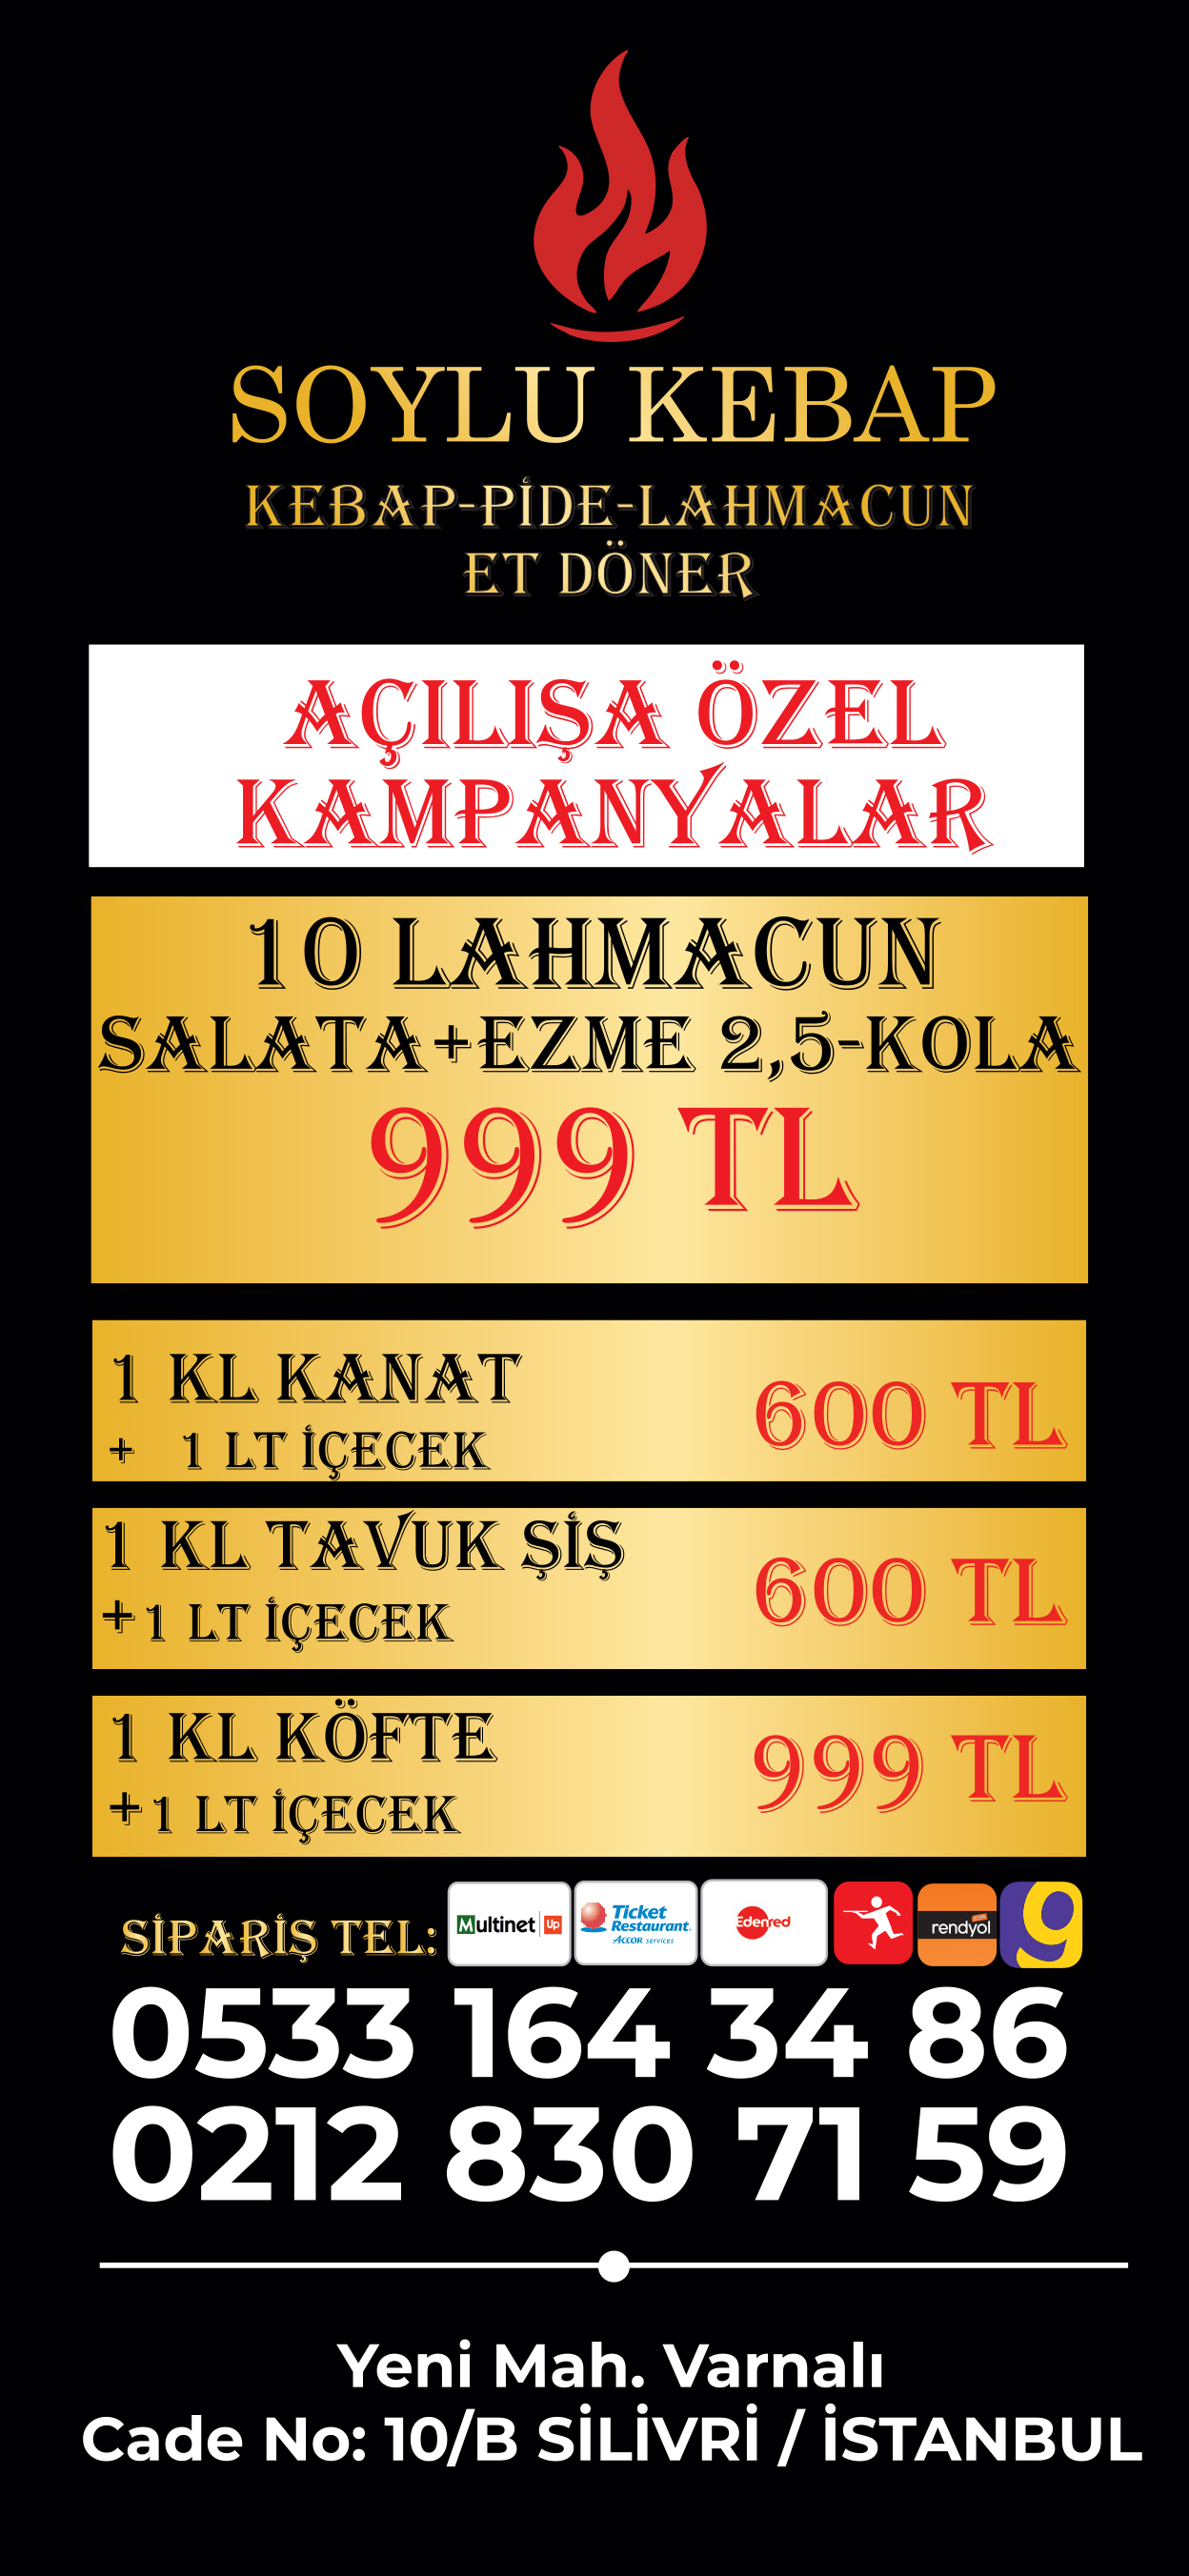 SOYLU KEBAP
KEBAP-PİDE-LAHMACUN
ET DÖNER
AÇILIŞA ÖZEL
KAMPANYALAR
10 LAHMACUN
SALATA+EZME 2,5-KOLA
999 TL
1 KL KANAT
+ 1 LT İÇECEK
600 TL
1 KL TAVUK ŞİŞ
+1 LT İÇECEK
600 TL
1 KL KÖFTE
+1 LT İÇECEK
999 TL
SİPARİŞ TEL:
Multinet Up
Ticket
Restaurant
ACCOR services
Edenred
rendyol
g
0533 164 34 86
0212 830 71 59
Yeni Mah. Varnalı
Cade No: 10/B SİLİVRİ / İSTANBUL